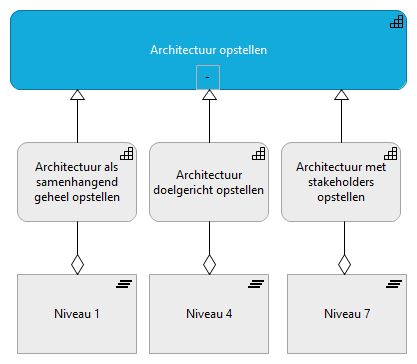 Architectuur opstellen
-
Architectuur als
samenhangend
geheel opstellen
Architectuur
doelgericht opstellen
Architectuur met
stakeholders
opstellen
Niveau 1
Niveau 4
Niveau 7